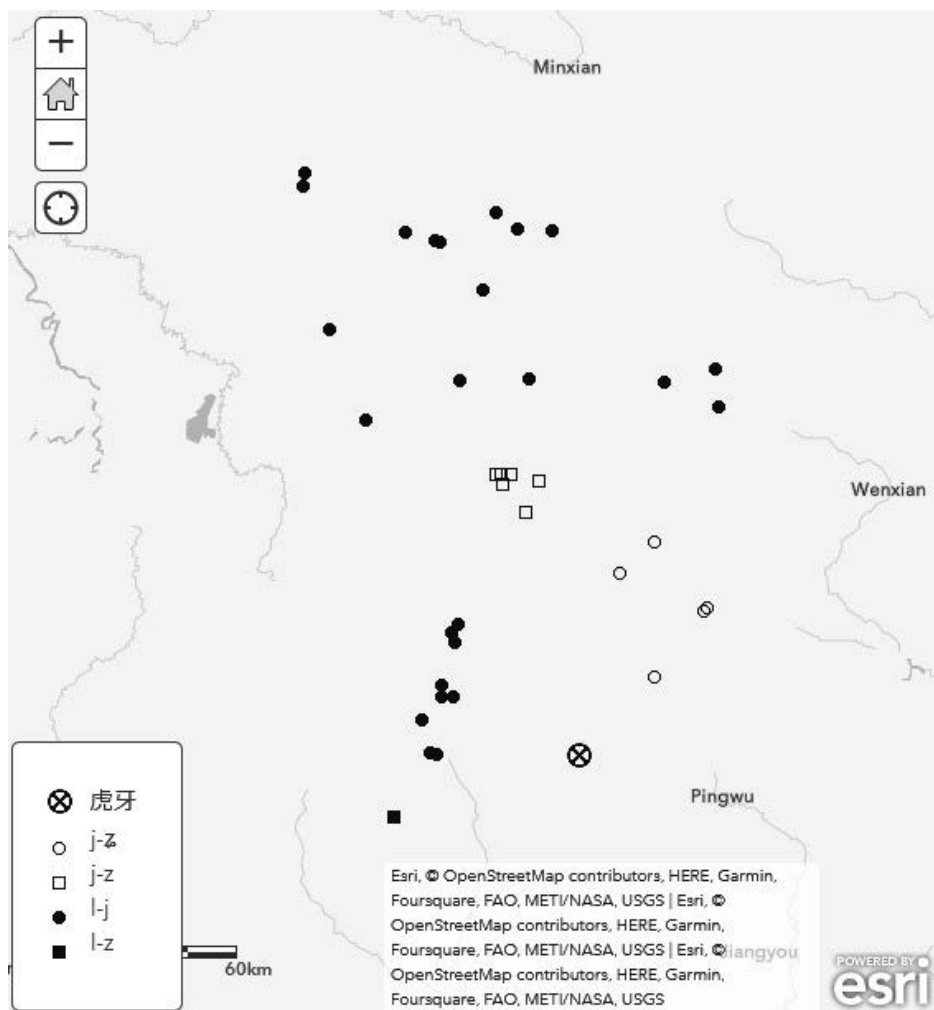 +
Minxian
−
Wenxian
虎牙
j-ʑ
j-z
l-j
l-z
Pingwu
60km
Esri, © OpenStreetMap contributors, HERE, Garmin,
Foursquare, FAO, METI/NASA, USGS | Esri, ©
OpenStreetMap contributors, HERE, Garmin,
Foursquare, FAO, METI/NASA, USGS | Esri, ©
OpenStreetMap contributors, HERE, Garmin,
Foursquare, FAO, METI/NASA, USGS
Jiangyou
POWERED BY
esri